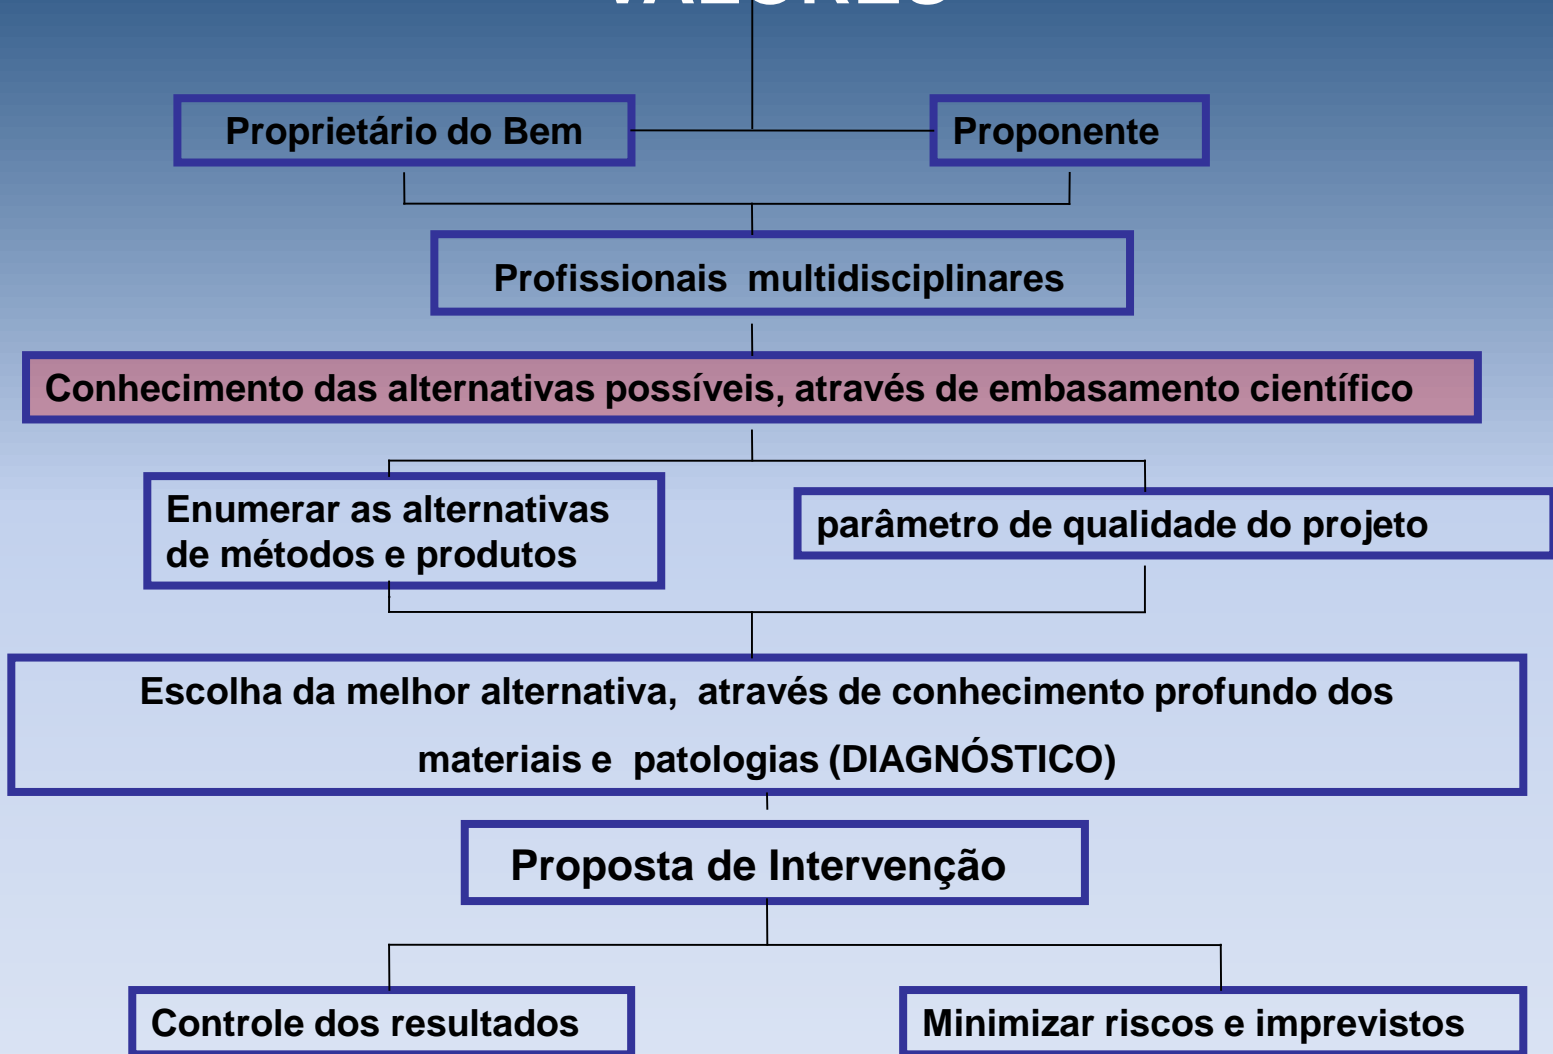 VALORES
Proprietário do Bem
Proponente
Profissionais multidisciplinares
Conhecimento das alternativas possíveis, através de embasamento científico
Enumerar as alternativas
de métodos e produtos
parâmetro de qualidade do projeto
Escolha da melhor alternativa, através de conhecimento profundo dos
materiais e patologias (DIAGNÓSTICO)
Proposta de Intervenção
Controle dos resultados
Minimizar riscos e imprevistos